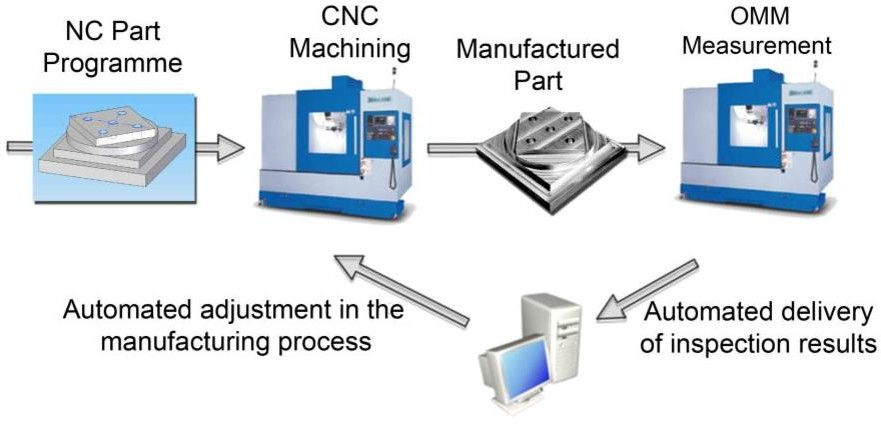 NC Part
Programme
CNC
Machining
Manufactured
Part
OMM
Measurement
Automated adjustment in the
manufacturing process
Automated delivery
of inspection results